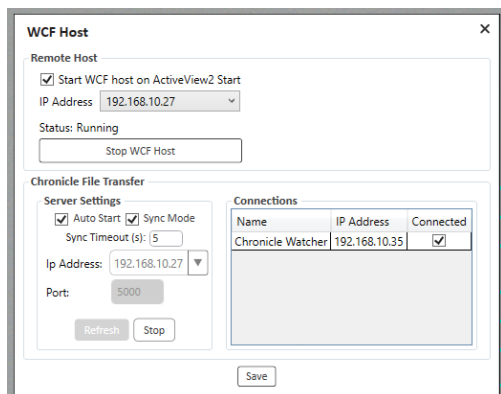 WCF Host
Remote Host
Start WCF host on ActiveView2 Start
IP Address 192.168.10.27
Status: Running
Stop WCF Host
Chronicle File Transfer
Server Settings
Auto Start Sync Mode
Sync Timeout (s): 5
Ip Address: 192.168.10.27
Port: 5000
Refresh Stop
Connections
Name IP Address Connected
Chronicle Watcher 192.168.10.35
Save